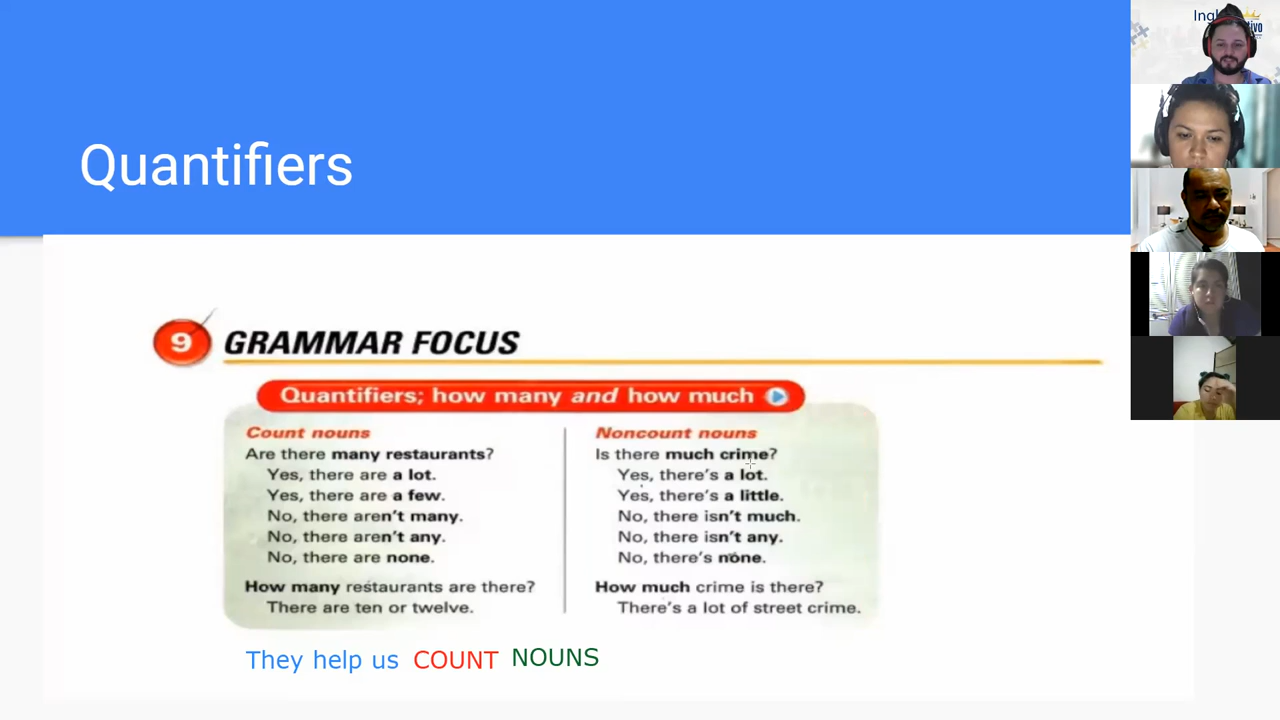 Quantifiers
9 GRAMMAR FOCUS
Quantifiers; how many and how much
Count nouns
Are there many restaurants?
Yes, there are a lot.
Yes, there are a few.
No, there aren't many.
No, there aren't any.
No, there are none.
How many restaurants are there?
There are ten or twelve.
Noncount nouns
Is there much crime?
Yes, there's a lot.
Yes, there's a little.
No, there isn't much.
No, there isn't any.
No, there's none.
How much crime is there?
There's a lot of street crime.
They help us COUNT NOUNS